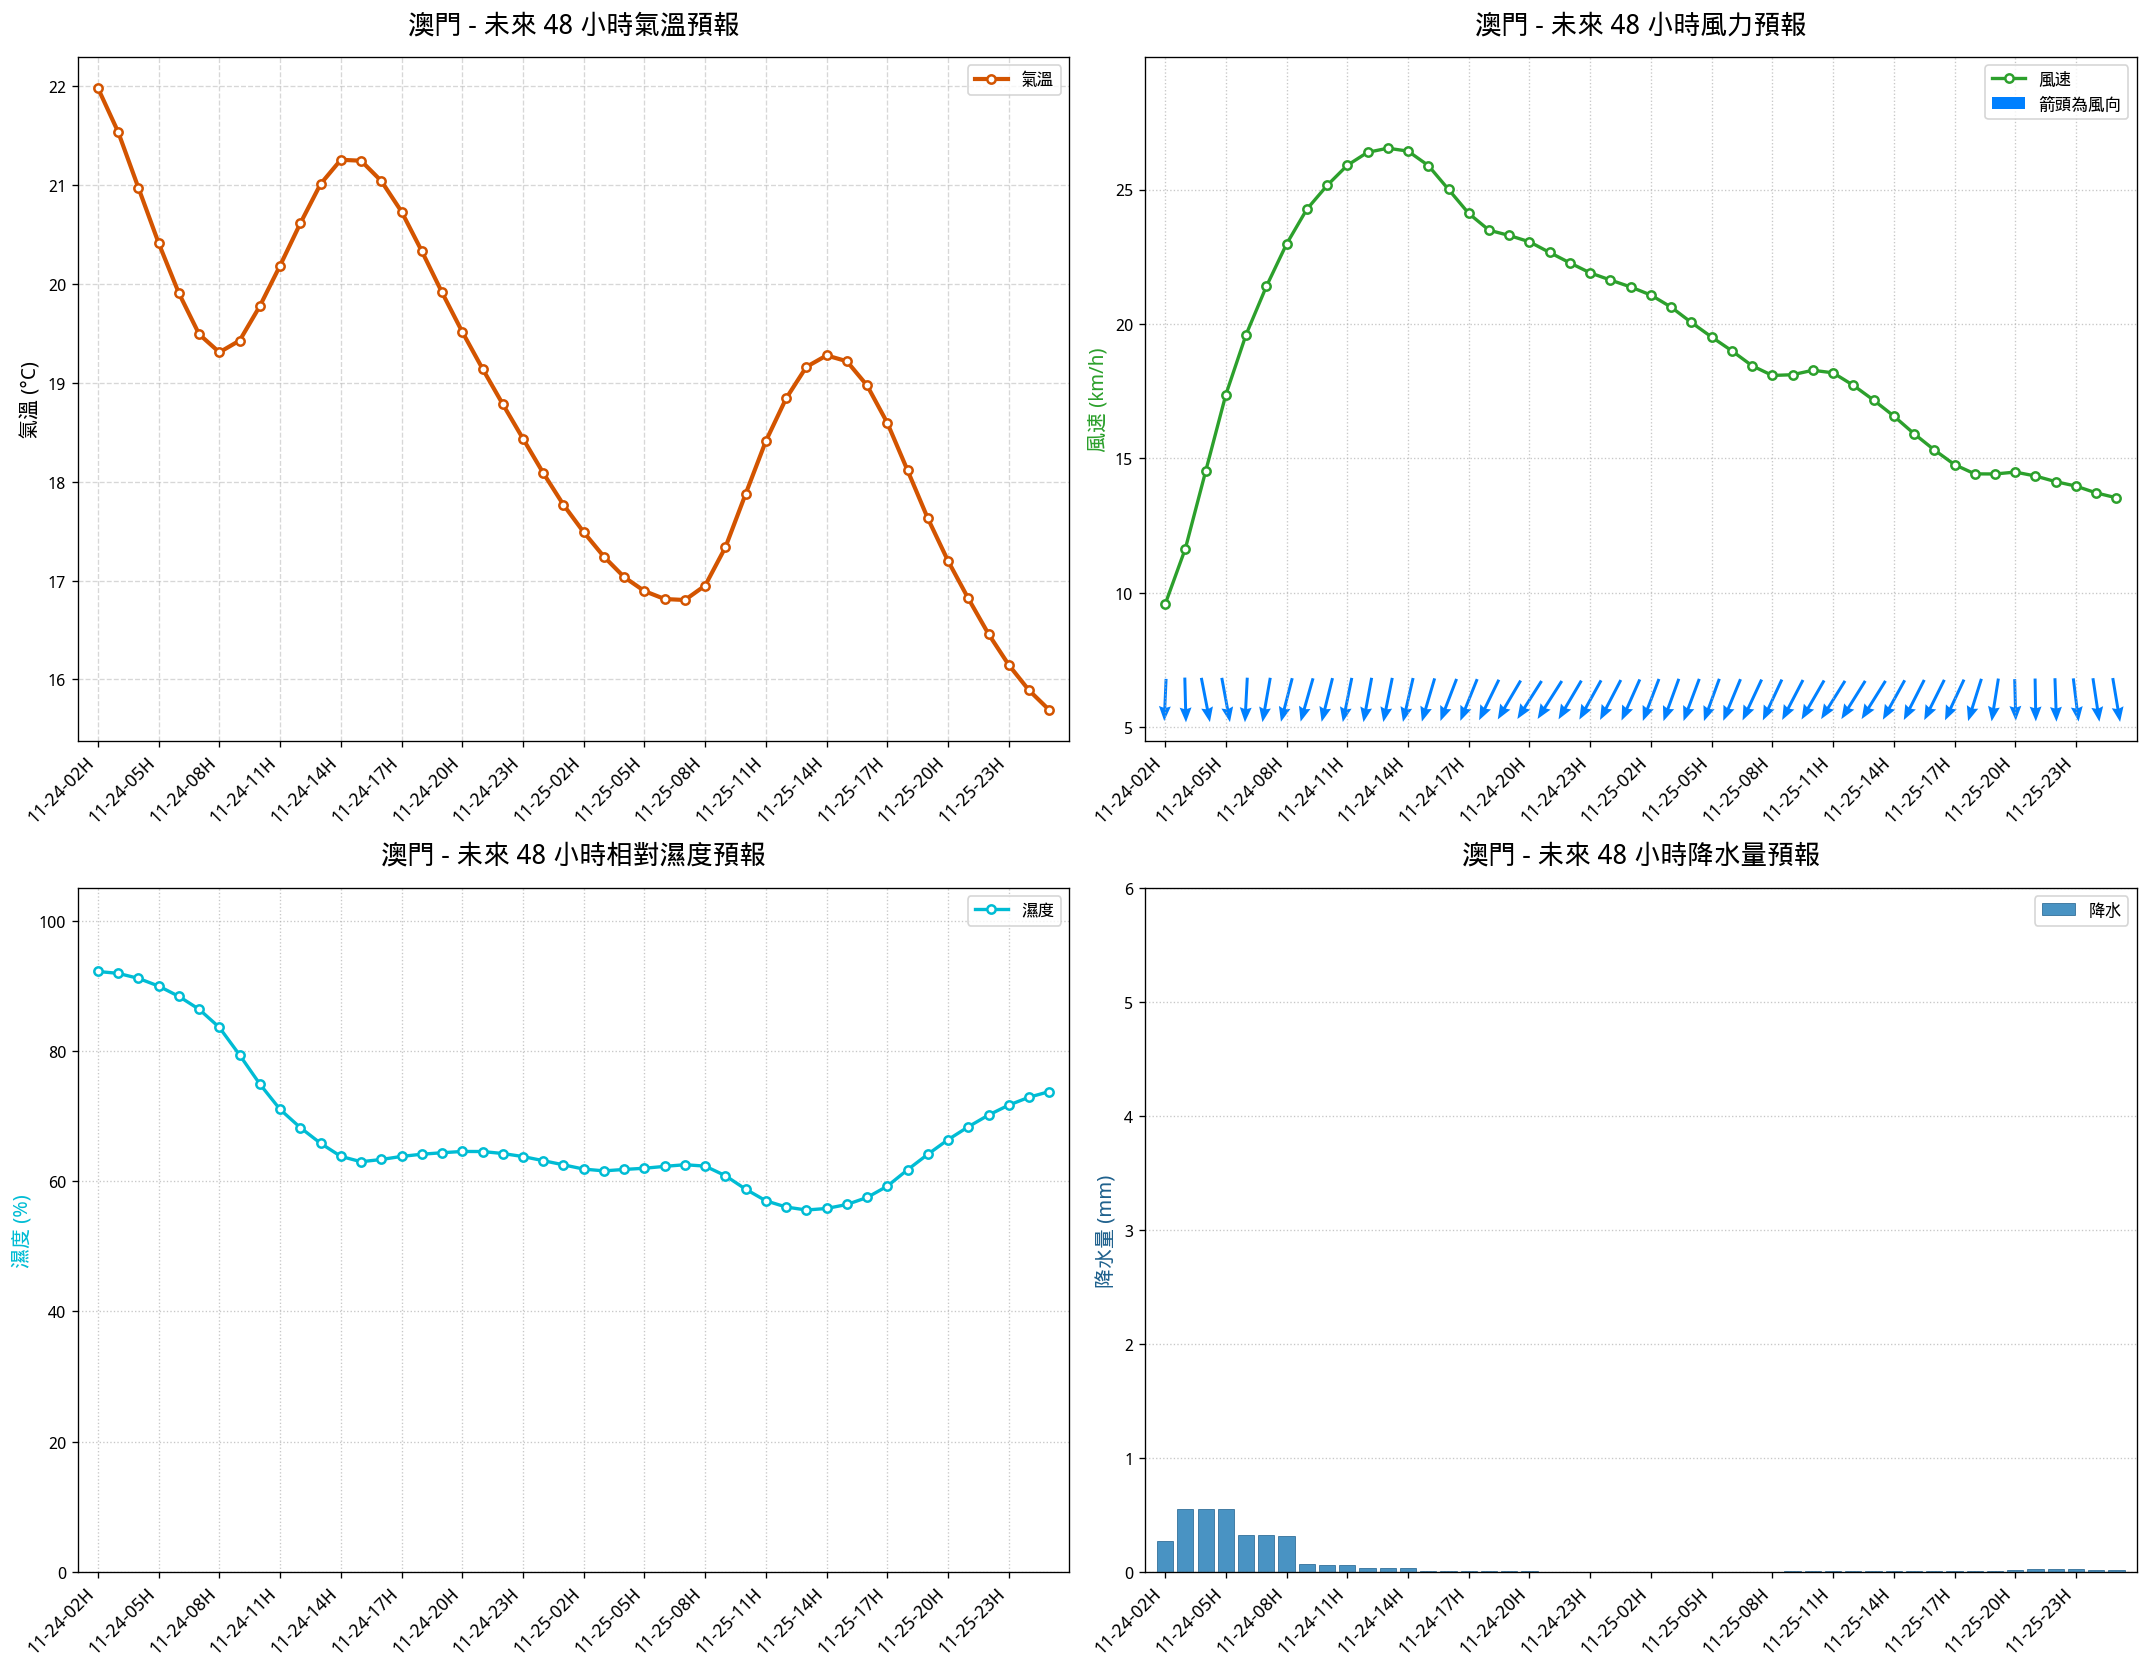 澳門 - 未來 48 小時氣溫預報
氣溫
氣溫 (°C)
22
21
20
19
18
17
16
11-24-02H
11-24-05H
11-24-08H
11-24-11H
11-24-14H
11-24-17H
11-24-20H
11-24-23H
11-25-02H
11-25-05H
11-25-08H
11-25-11H
11-25-14H
11-25-17H
11-25-20H
11-25-23H
澳門 - 未來 48 小時風力預報
風速
箭頭為風向
風速 (km/h)
25
20
15
10
5
11-24-02H
11-24-05H
11-24-08H
11-24-11H
11-24-14H
11-24-17H
11-24-20H
11-24-23H
11-25-02H
11-25-05H
11-25-08H
11-25-11H
11-25-14H
11-25-17H
11-25-20H
11-25-23H
澳門 - 未來 48 小時相對濕度預報
濕度
濕度 (%)
100
80
60
40
20
0
11-24-02H
11-24-05H
11-24-08H
11-24-11H
11-24-14H
11-24-17H
11-24-20H
11-24-23H
11-25-02H
11-25-05H
11-25-08H
11-25-11H
11-25-14H
11-25-17H
11-25-20H
11-25-23H
澳門 - 未來 48 小時降水量預報
降水
降水量 (mm)
6
5
4
3
2
1
0
11-24-02H
11-24-05H
11-24-08H
11-24-11H
11-24-14H
11-24-17H
11-24-20H
11-24-23H
11-25-02H
11-25-05H
11-25-08H
11-25-11H
11-25-14H
11-25-17H
11-25-20H
11-25-23H